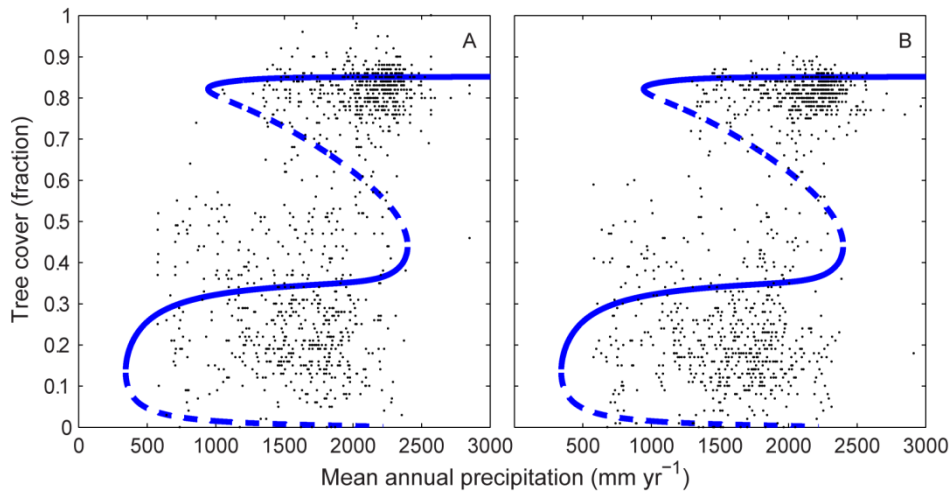 1
0.9
0.8
0.7
0.6
0.5
0.4
0.3
0.2
0.1
0
Tree cover (fraction)
A
B
0 500 1000 1500 2000 2500 3000
500 1000 1500 2000 2500 3000
Mean annual precipitation (mm yr⁻¹)